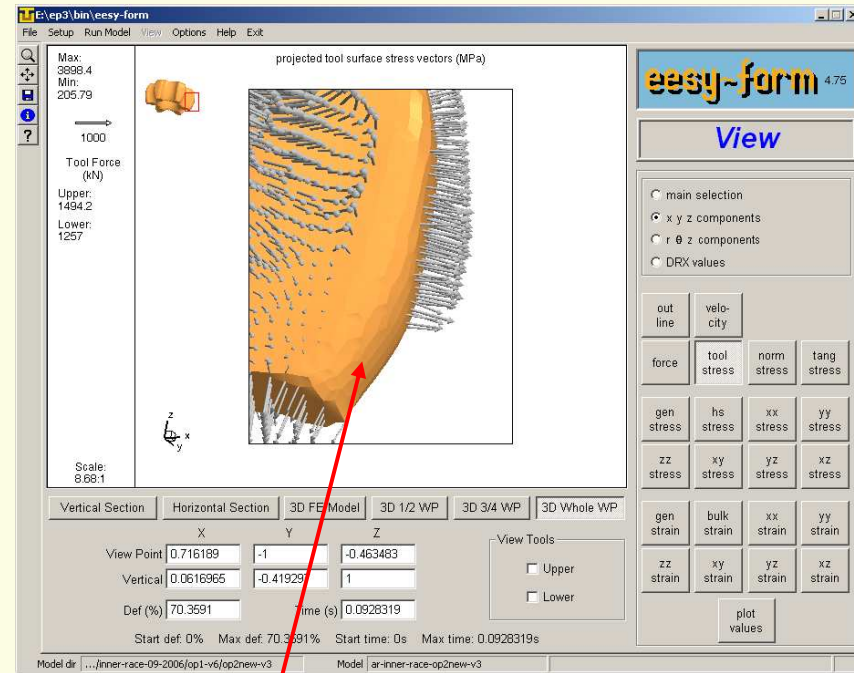 E:\ep3\bin\eesy-form
File Setup Run Model View Options Help Exit
Max:
3898.4
Min:
205.79
1000
Tool Force
(kN)
Upper:
1494.2
Lower:
1257
Scale:
8.68:1
projected tool surface stress vectors (MPa)
z
x
y
eesy-form 4.75
View
main selection
x y z components
r θ z components
DRX values
out line
velo-city
force
tool stress
norm stress
tang stress
gen stress
hs stress
xx stress
yy stress
zz stress
xy stress
yz stress
xz stress
gen strain
bulk strain
xx strain
yy strain
zz strain
xy strain
yz strain
xz strain
plot values
Vertical Section Horizontal Section 3D FE Model 3D 1/2 WP 3D 3/4 WP 3D Whole WP
X Y Z
View Point 0.716189 -1 -0.463483
Vertical 0.0616965 -0.419297 1
Def (%) 70.3591 Time (s) 0.0928319
View Tools
Upper
Lower
Start def: 0% Max def: 70.3591% Start time: 0s Max time: 0.0928319s
Model dir .../inner-race-09-2006/op1-v6/op2new-v3 Model ar-inner-race-op2new-v3